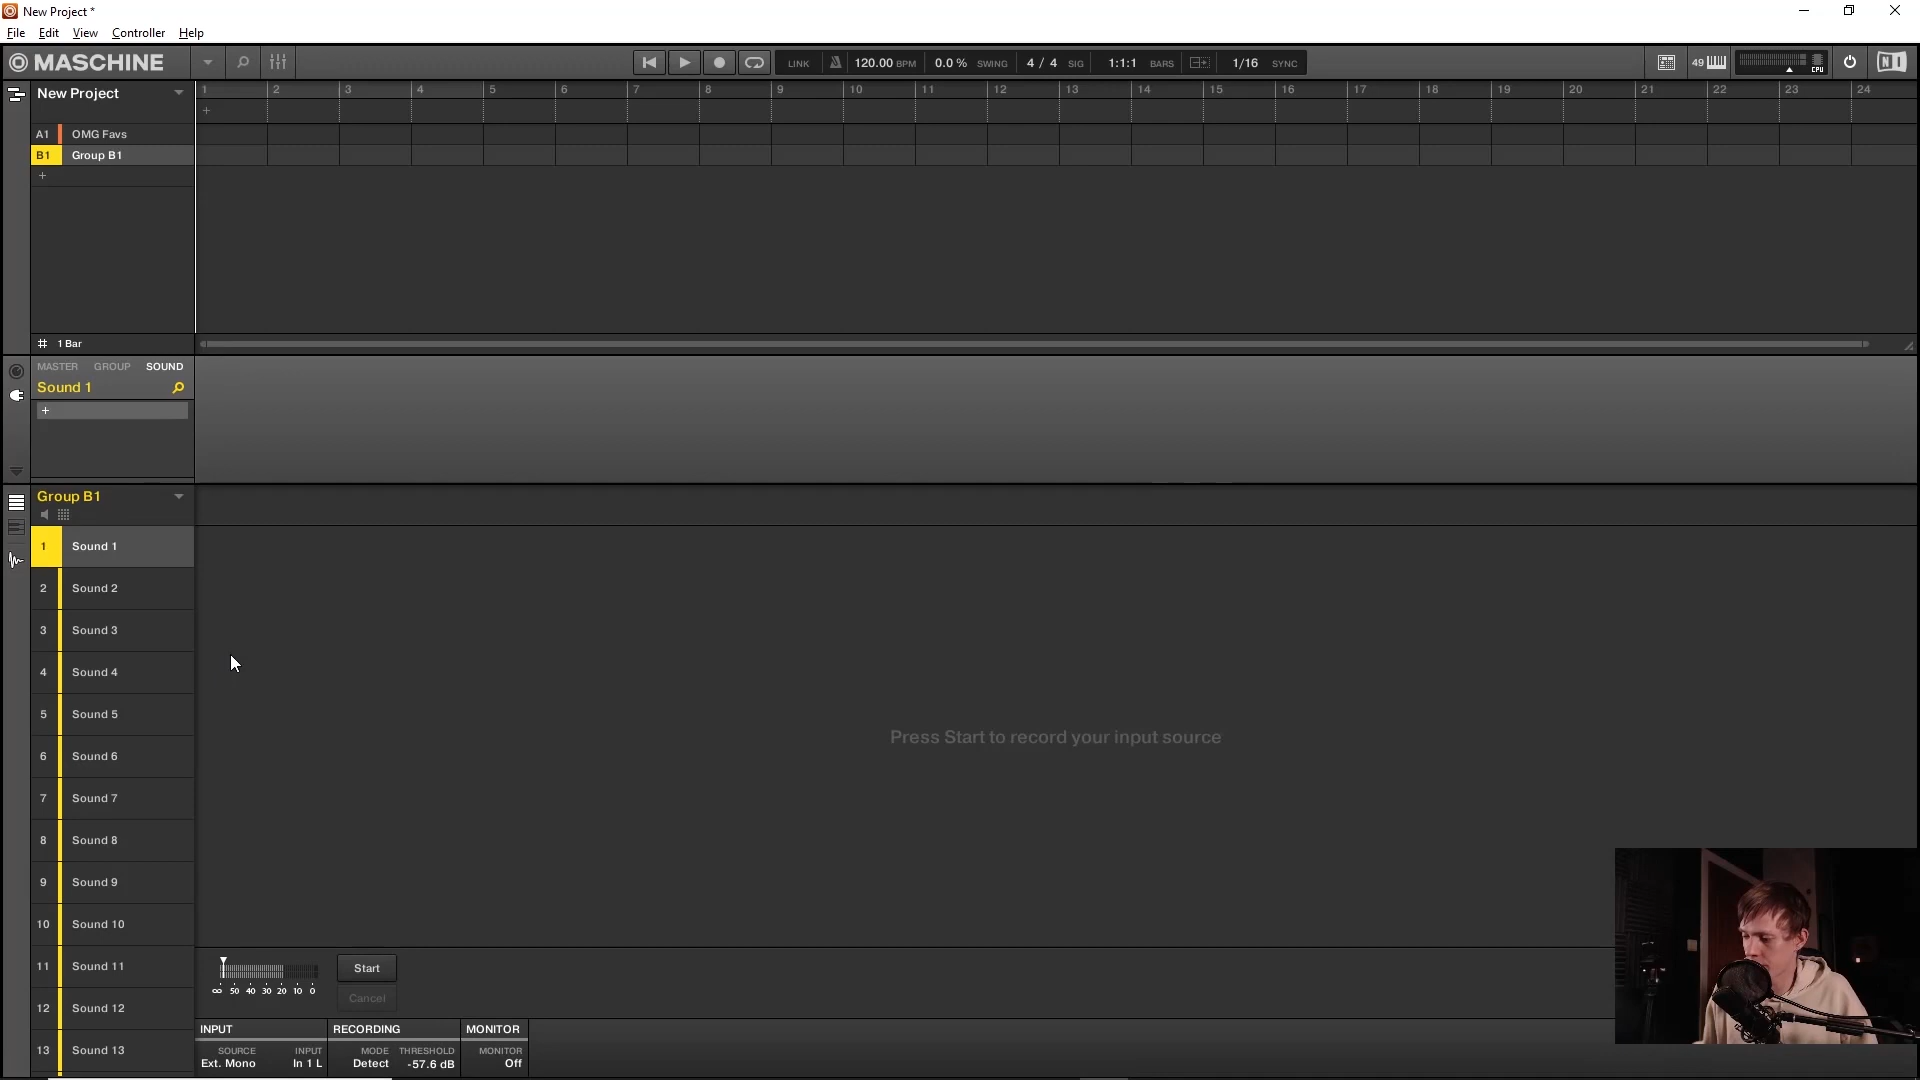 New Project *
File Edit View Controller Help
MASCHINE
LINK 120.00 BPM 0.0 % SWING 4 / 4 SIG 1:1:1 BARS 1/16 SYNC
49
CPU
NI
New Project
1 2 3 4 5 6 7 8 9 10 11 12 13 14 15 16 17 18 19 20 21 22 23 24
+
A1 OMG Favs
B1 Group B1
+
1 Bar
MASTER GROUP SOUND
Sound 1
+
Group B1
1 Sound 1
2 Sound 2
3 Sound 3
4 Sound 4
5 Sound 5
6 Sound 6
7 Sound 7
8 Sound 8
9 Sound 9
10 Sound 10
11 Sound 11
12 Sound 12
13 Sound 13
Press Start to record your input source
∞ 50 40 30 20 10 0
Start
Cancel
INPUT RECORDING MONITOR
SOURCE INPUT MODE THRESHOLD MONITOR
Ext. Mono In 1 L Detect -57.6 dB Off